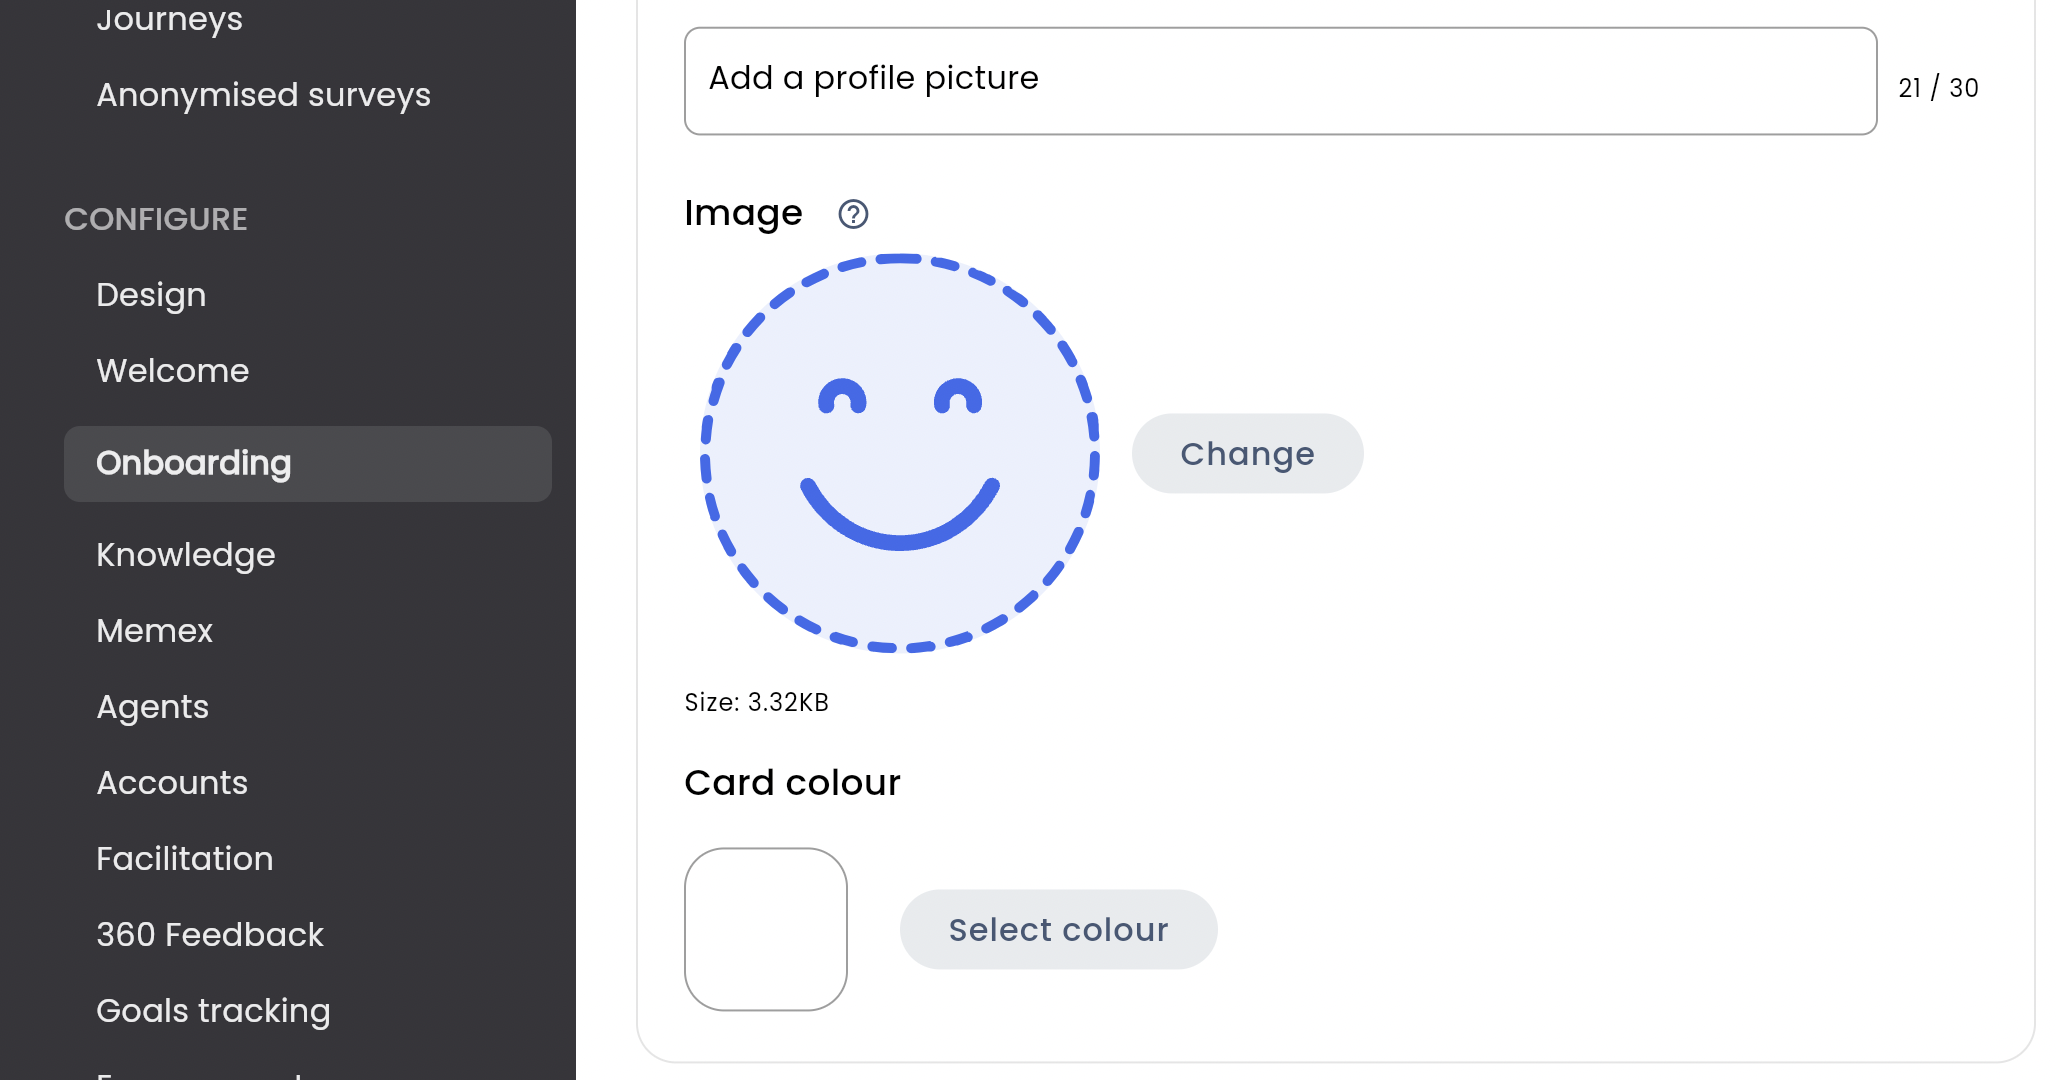 Journeys
Anonymised surveys
CONFIGURE
Design
Welcome
Onboarding
Knowledge
Memex
Agents
Accounts
Facilitation
360 Feedback
Goals tracking
Add a profile picture
21 / 30
Image
Change
Size: 3.32KB
Card colour
Select colour